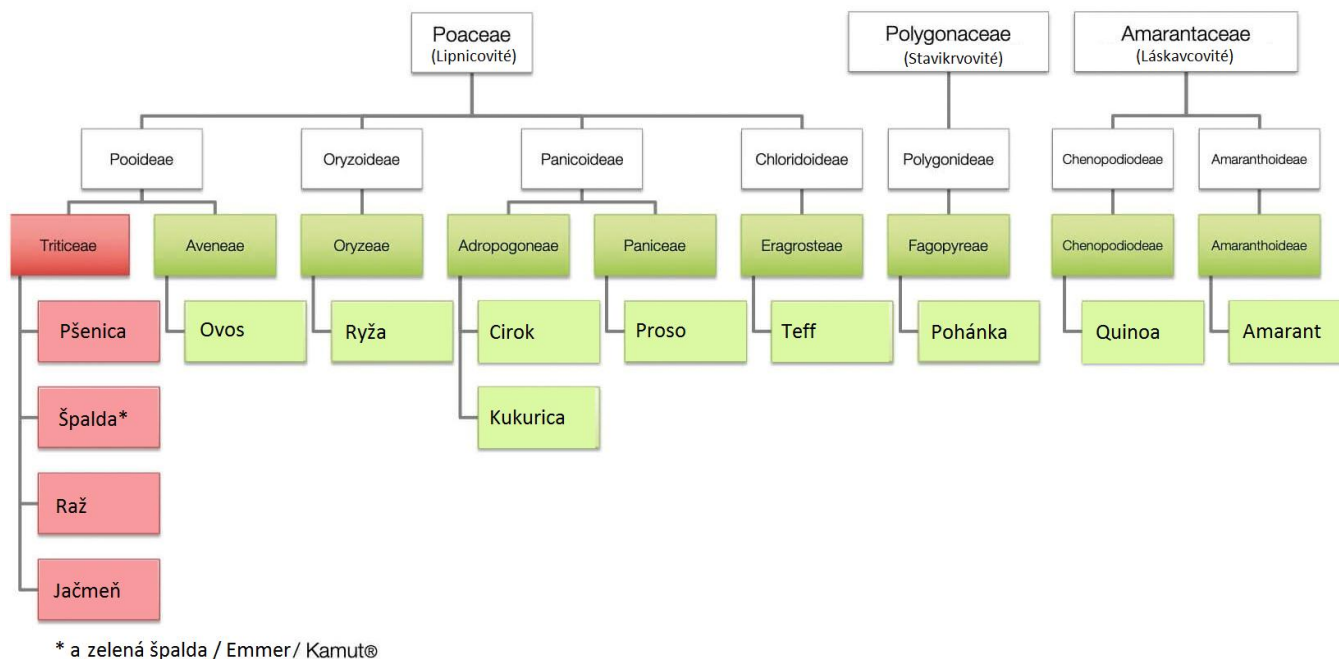 Poaceae
(Lipnicovité)
Polygonaceae
(Stavikrvovité)
Amarantaceae
(Láskavcovité)
Pooideae
Oryzoideae
Panicoideae
Chloridoideae
Polygonideae
Chenopodiodeae
Amaranthoideae
Triticeae
Aveneae
Oryzeae
Adropogoneae
Paniceae
Eragrosteae
Fagopyreae
Chenopodiodeae
Amaranthoideae
Pšenica
Ovos
Ryža
Cirok
Proso
Teff
Pohánka
Quinoa
Amarant
Špalda*
Kukurica
Raž
Jačmeň
* a zelená špalda / Emmer / Kamut®